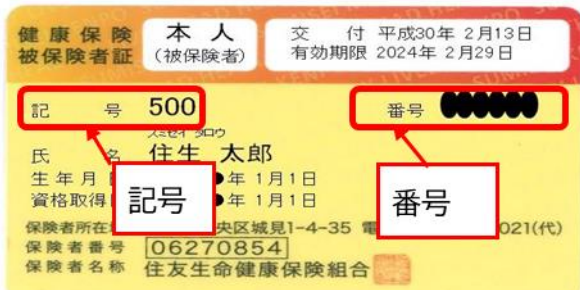 健康保険
被保険者証
本人
(被保険者)
交付 平成30年 2月13日
有効期限 2024年 2月29日
記号 500
番号
スミセイ タロウ
氏名 住生 太郎
生年月 年 1月1日
資格取得 年 1月1日
記号
番号
保険者所在 央区城見1-4-35 電 021(代)
保険者番号 06270854
保険者名称 住友生命健康保険組合